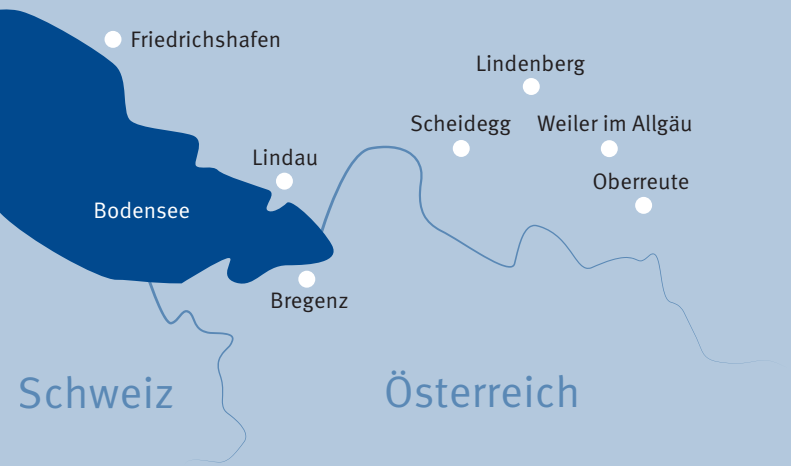 Friedrichshafen
Lindenberg
Scheidegg
Weiler im Allgäu
Lindau
Oberreute
Bodensee
Bregenz
Schweiz
Österreich